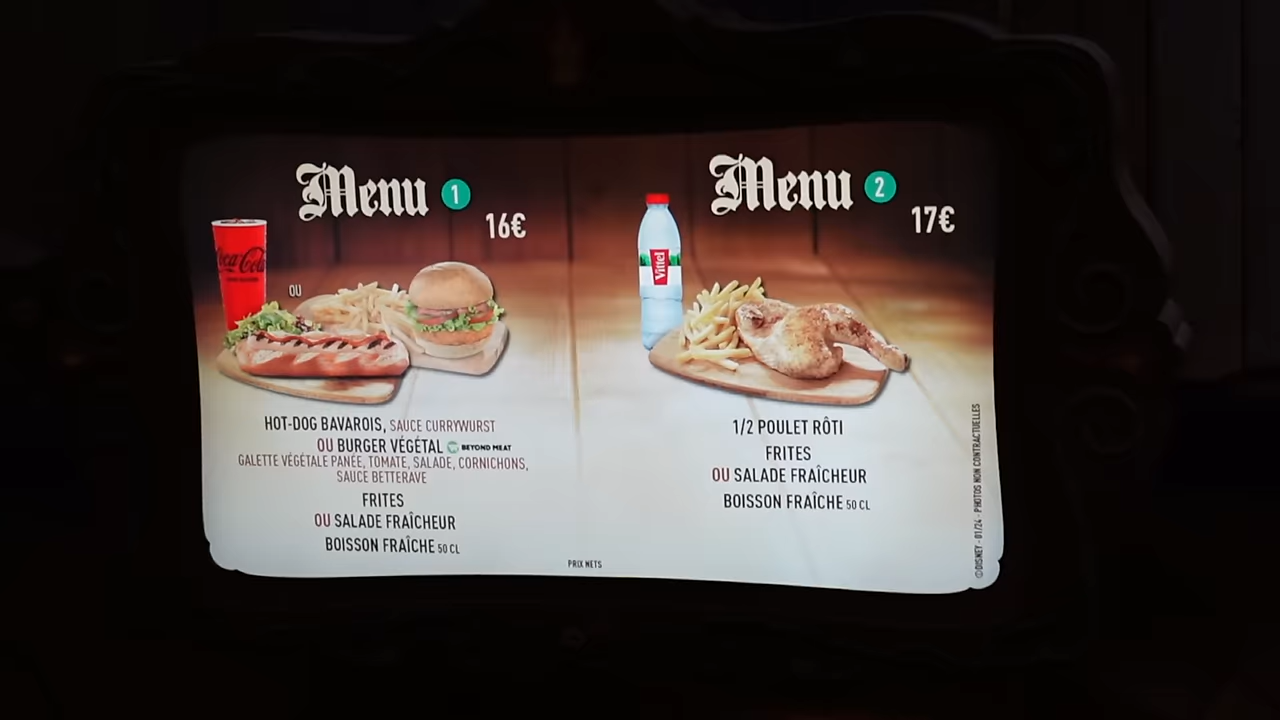 Menu 1
16€
Coca-Cola
OU
HOT-DOG BAVAROIS, SAUCE CURRYWURST
OU BURGER VÉGÉTAL BEYOND MEAT
GALETTE VÉGÉTALE PANÉE, TOMATE, SALADE, CORNICHONS,
SAUCE BETTERAVE
FRITES
OU SALADE FRAÎCHEUR
BOISSON FRAÎCHE 50 CL
Menu 2
17€
Vittel
1/2 POULET RÔTI
FRITES
OU SALADE FRAÎCHEUR
BOISSON FRAÎCHE 50 CL
PRIX NETS
©DISNEY - 01/24 - PHOTOS NON CONTRACTUELLES